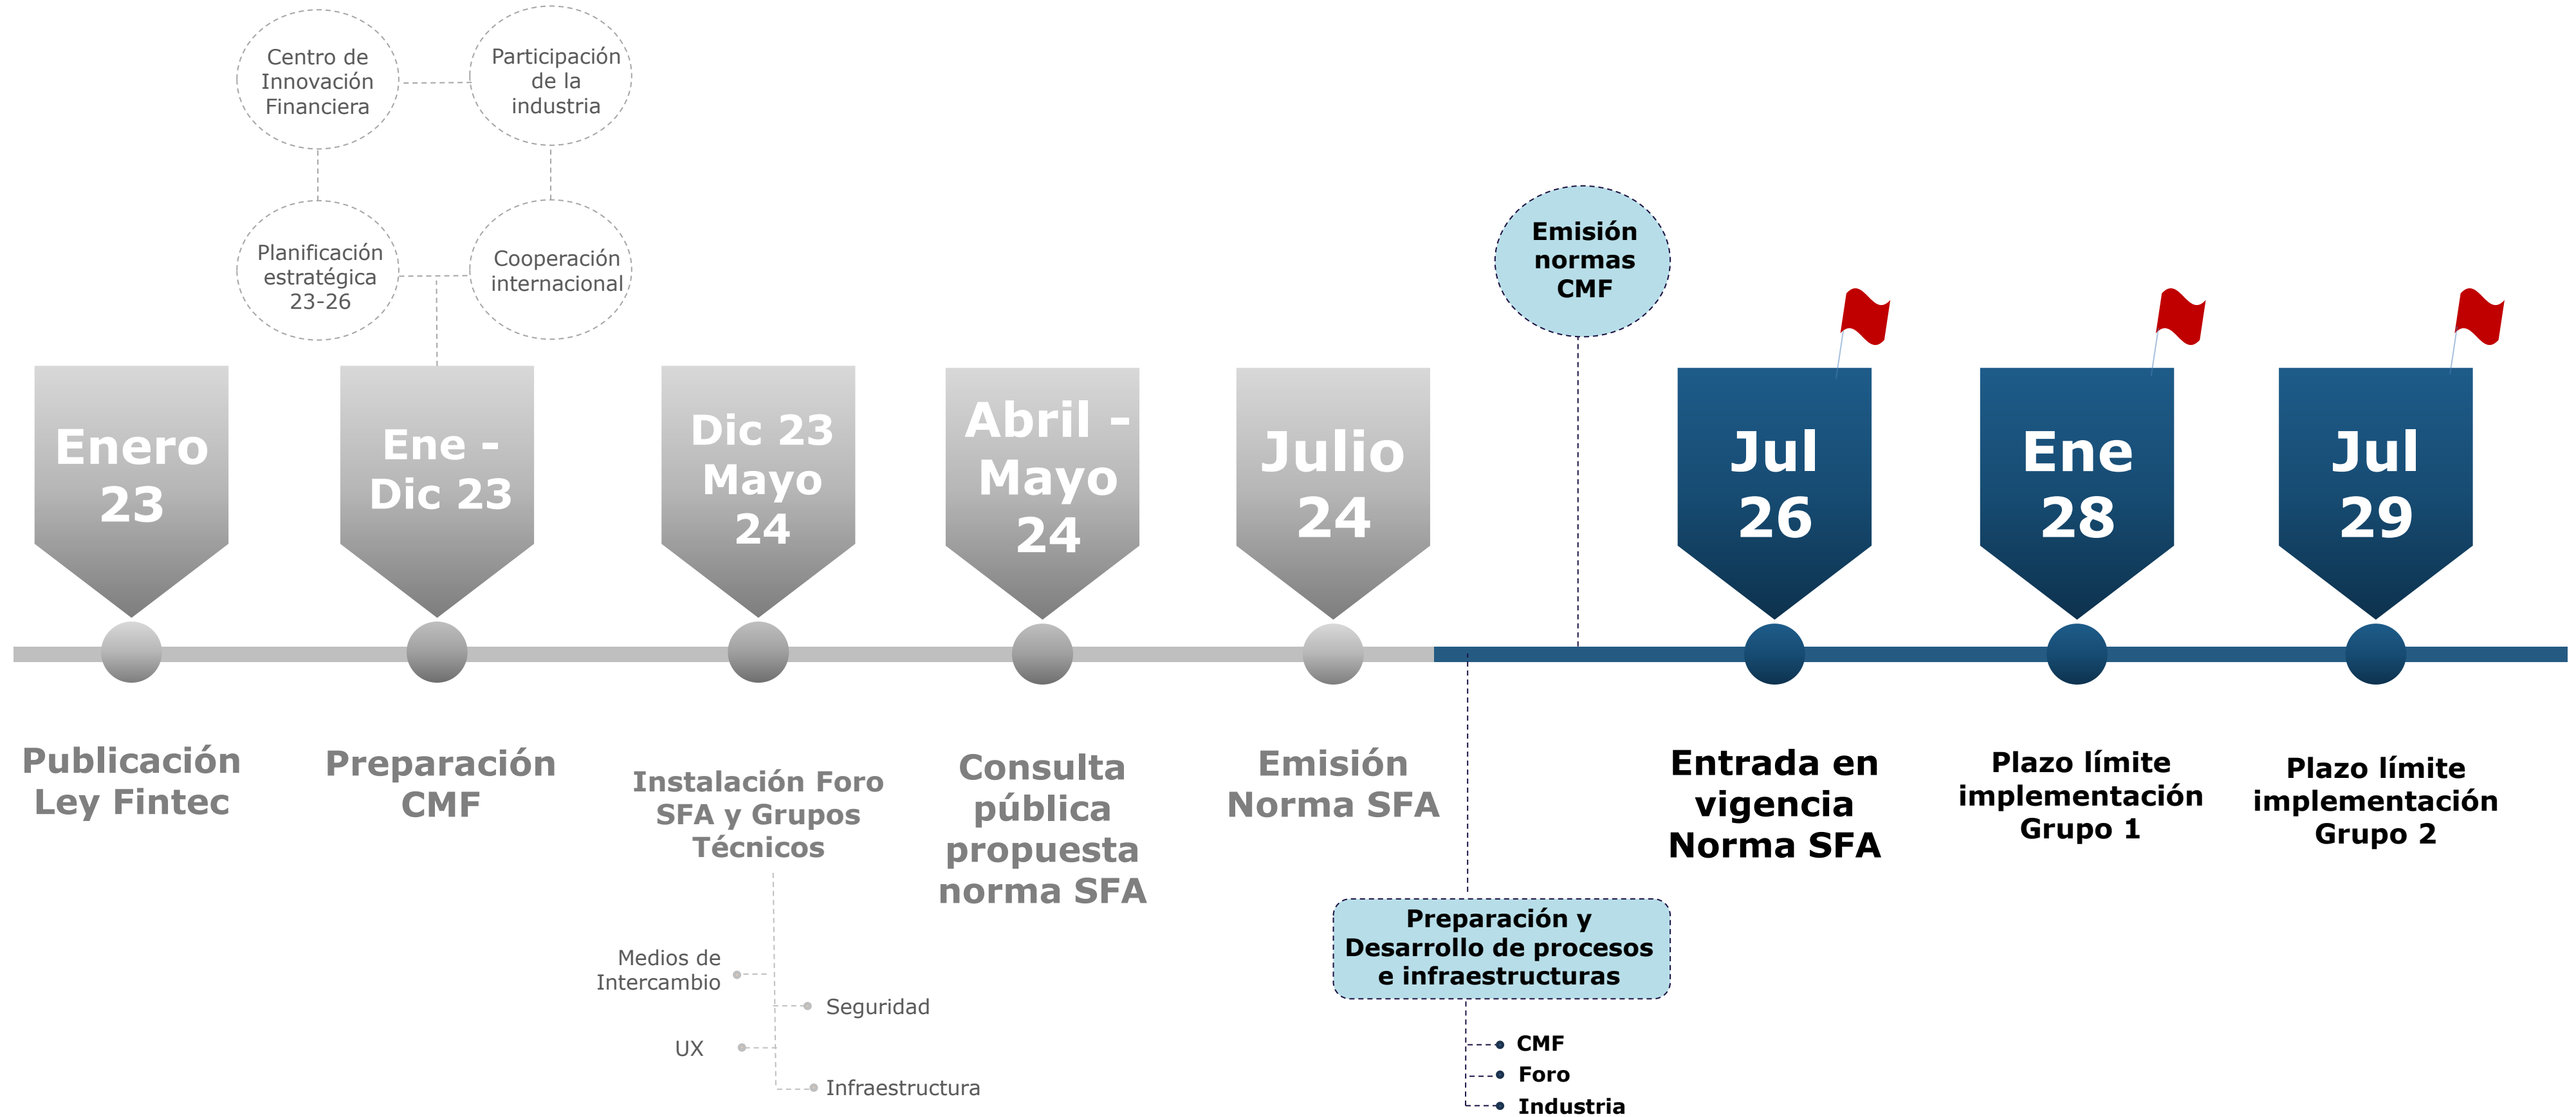 Centro de
Innovación
Financiera
Participación
de la
industria
Planificación
estratégica
23-26
Cooperación
internacional
Emisión
normas
CMF
Enero
23
Ene -
Dic 23
Dic 23
Mayo
24
Abril -
Mayo
24
Julio
24
Jul
26
Ene
28
Jul
29
Publicación
Ley Fintec
Preparación
CMF
Instalación Foro
SFA y Grupos
Técnicos
Consulta
pública
propuesta
norma SFA
Emisión
Norma SFA
Entrada en
vigencia
Norma SFA
Plazo límite
implementación
Grupo 1
Plazo límite
implementación
Grupo 2
Medios de
Intercambio
Seguridad
UX
Infraestructura
Preparación y
Desarrollo de procesos
e infraestructuras
CMF
Foro
Industria